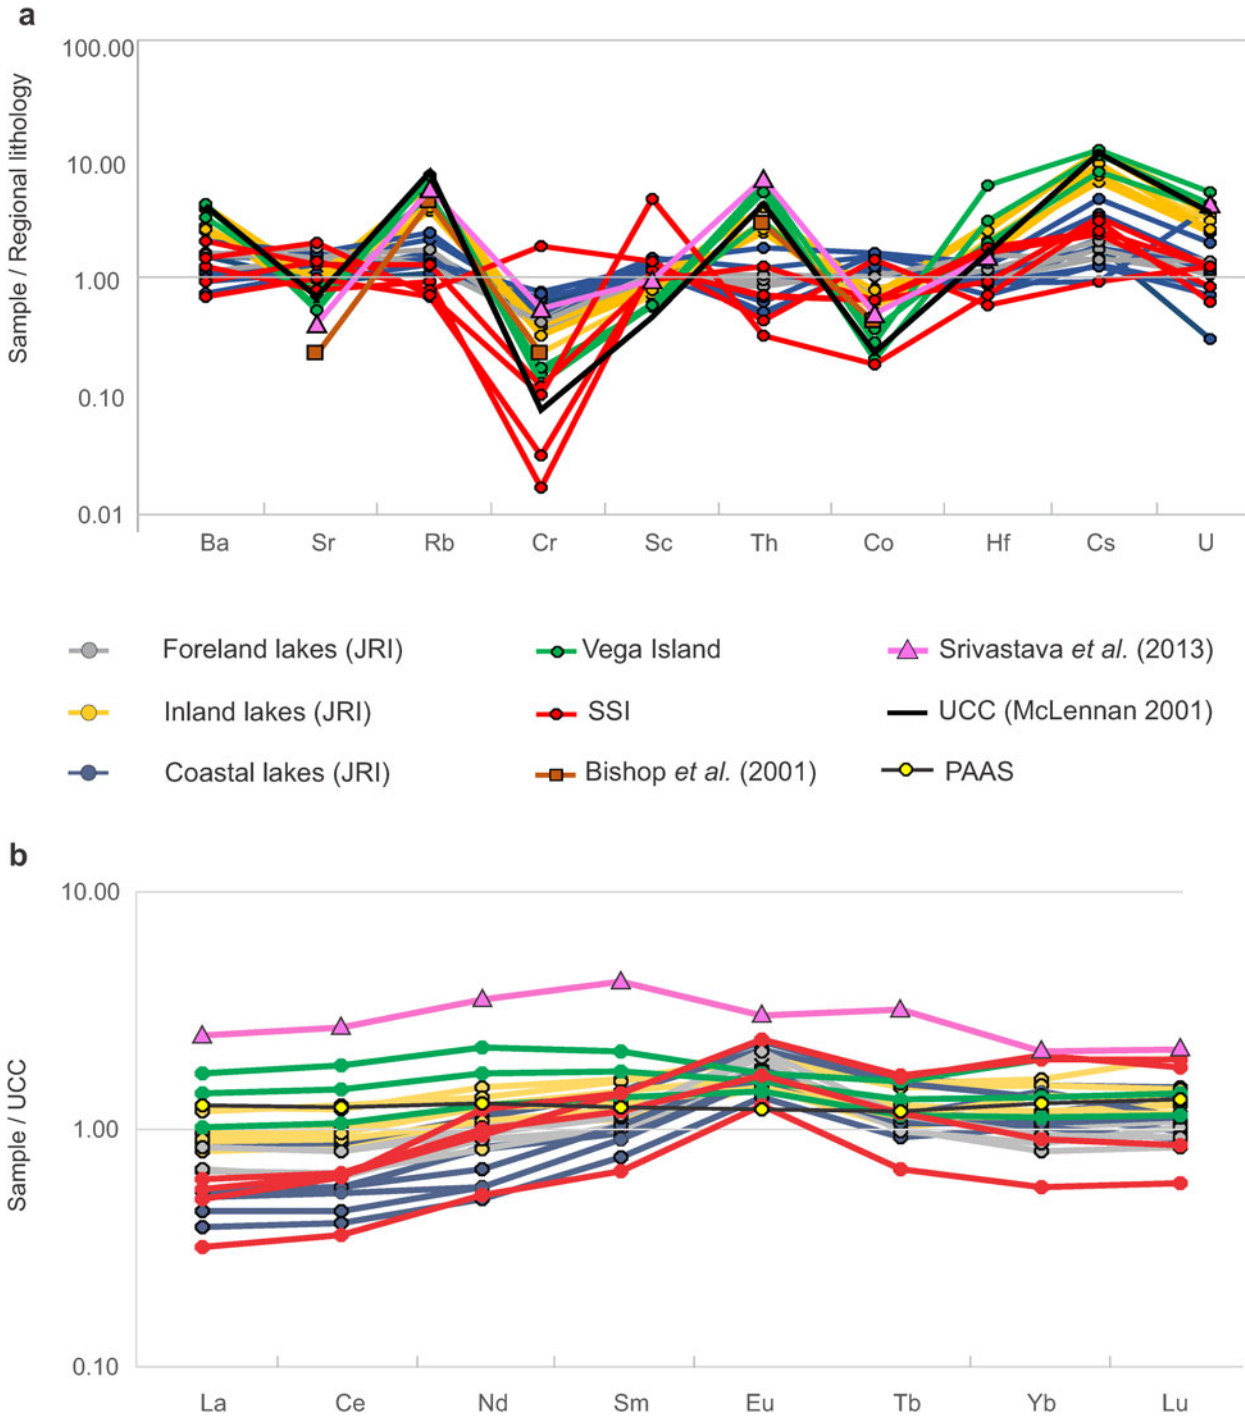 a
Sample / Regional lithology
100.00
10.00
1.00
0.10
0.01
Ba Sr Rb Cr Sc Th Co Hf Cs U
Foreland lakes (JRI) Vega Island Srivastava et al. (2013)
Inland lakes (JRI) SSI UCC (McLennan 2001)
Coastal lakes (JRI) Bishop et al. (2001) PAAS
b
Sample / UCC
10.00
1.00
0.10
La Ce Nd Sm Eu Tb Yb Lu